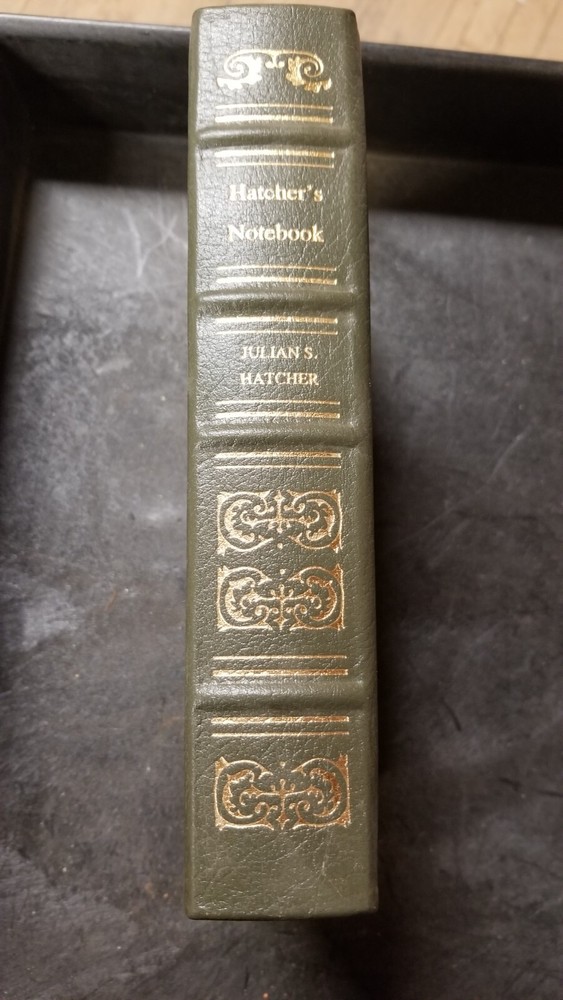 Hatcher's
Notebook
JULIAN S.
HATCHER